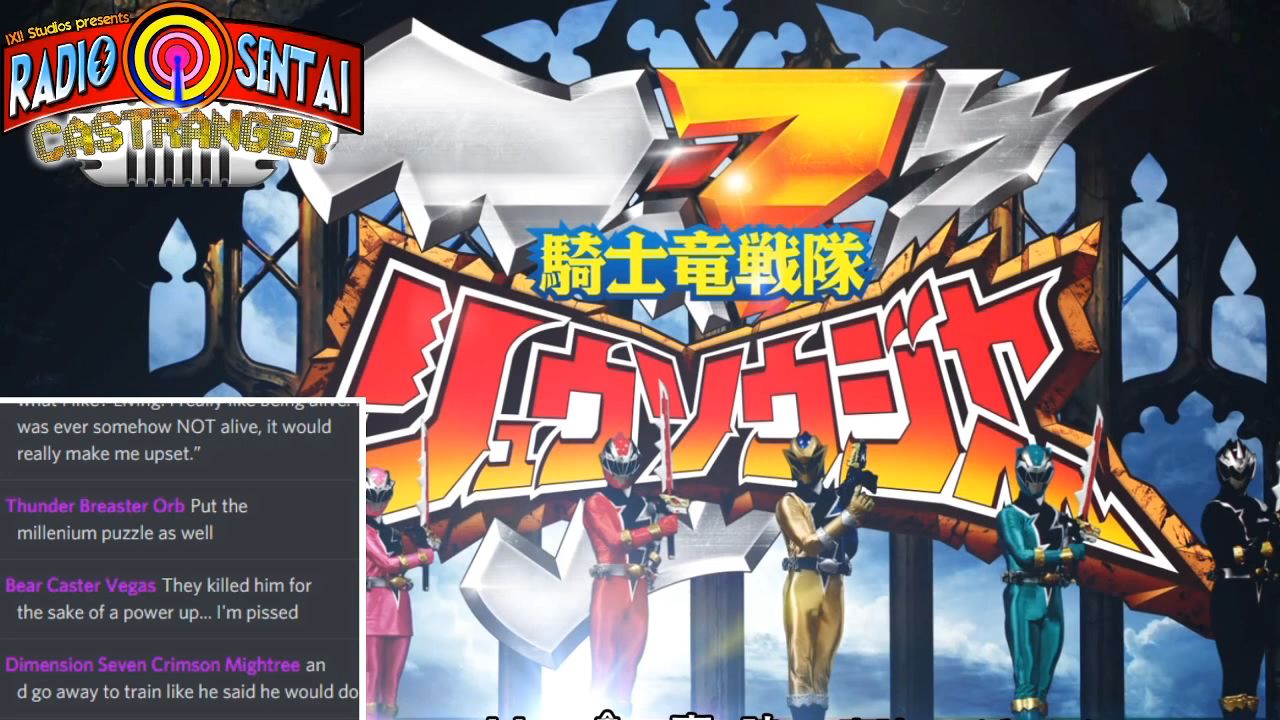 IXII Studios presents
RADIO SENTAI
CASTRANGER
騎士竜戦隊
リュウソウジャー
was ever somehow NOT alive, it would
really make me upset.”
Thunder Breaster Orb Put the
millenium puzzle as well
Bear Caster Vegas They killed him for
the sake of a power up... I'm pissed
Dimension Seven Crimson Mightree an
d go away to train like he said he would do